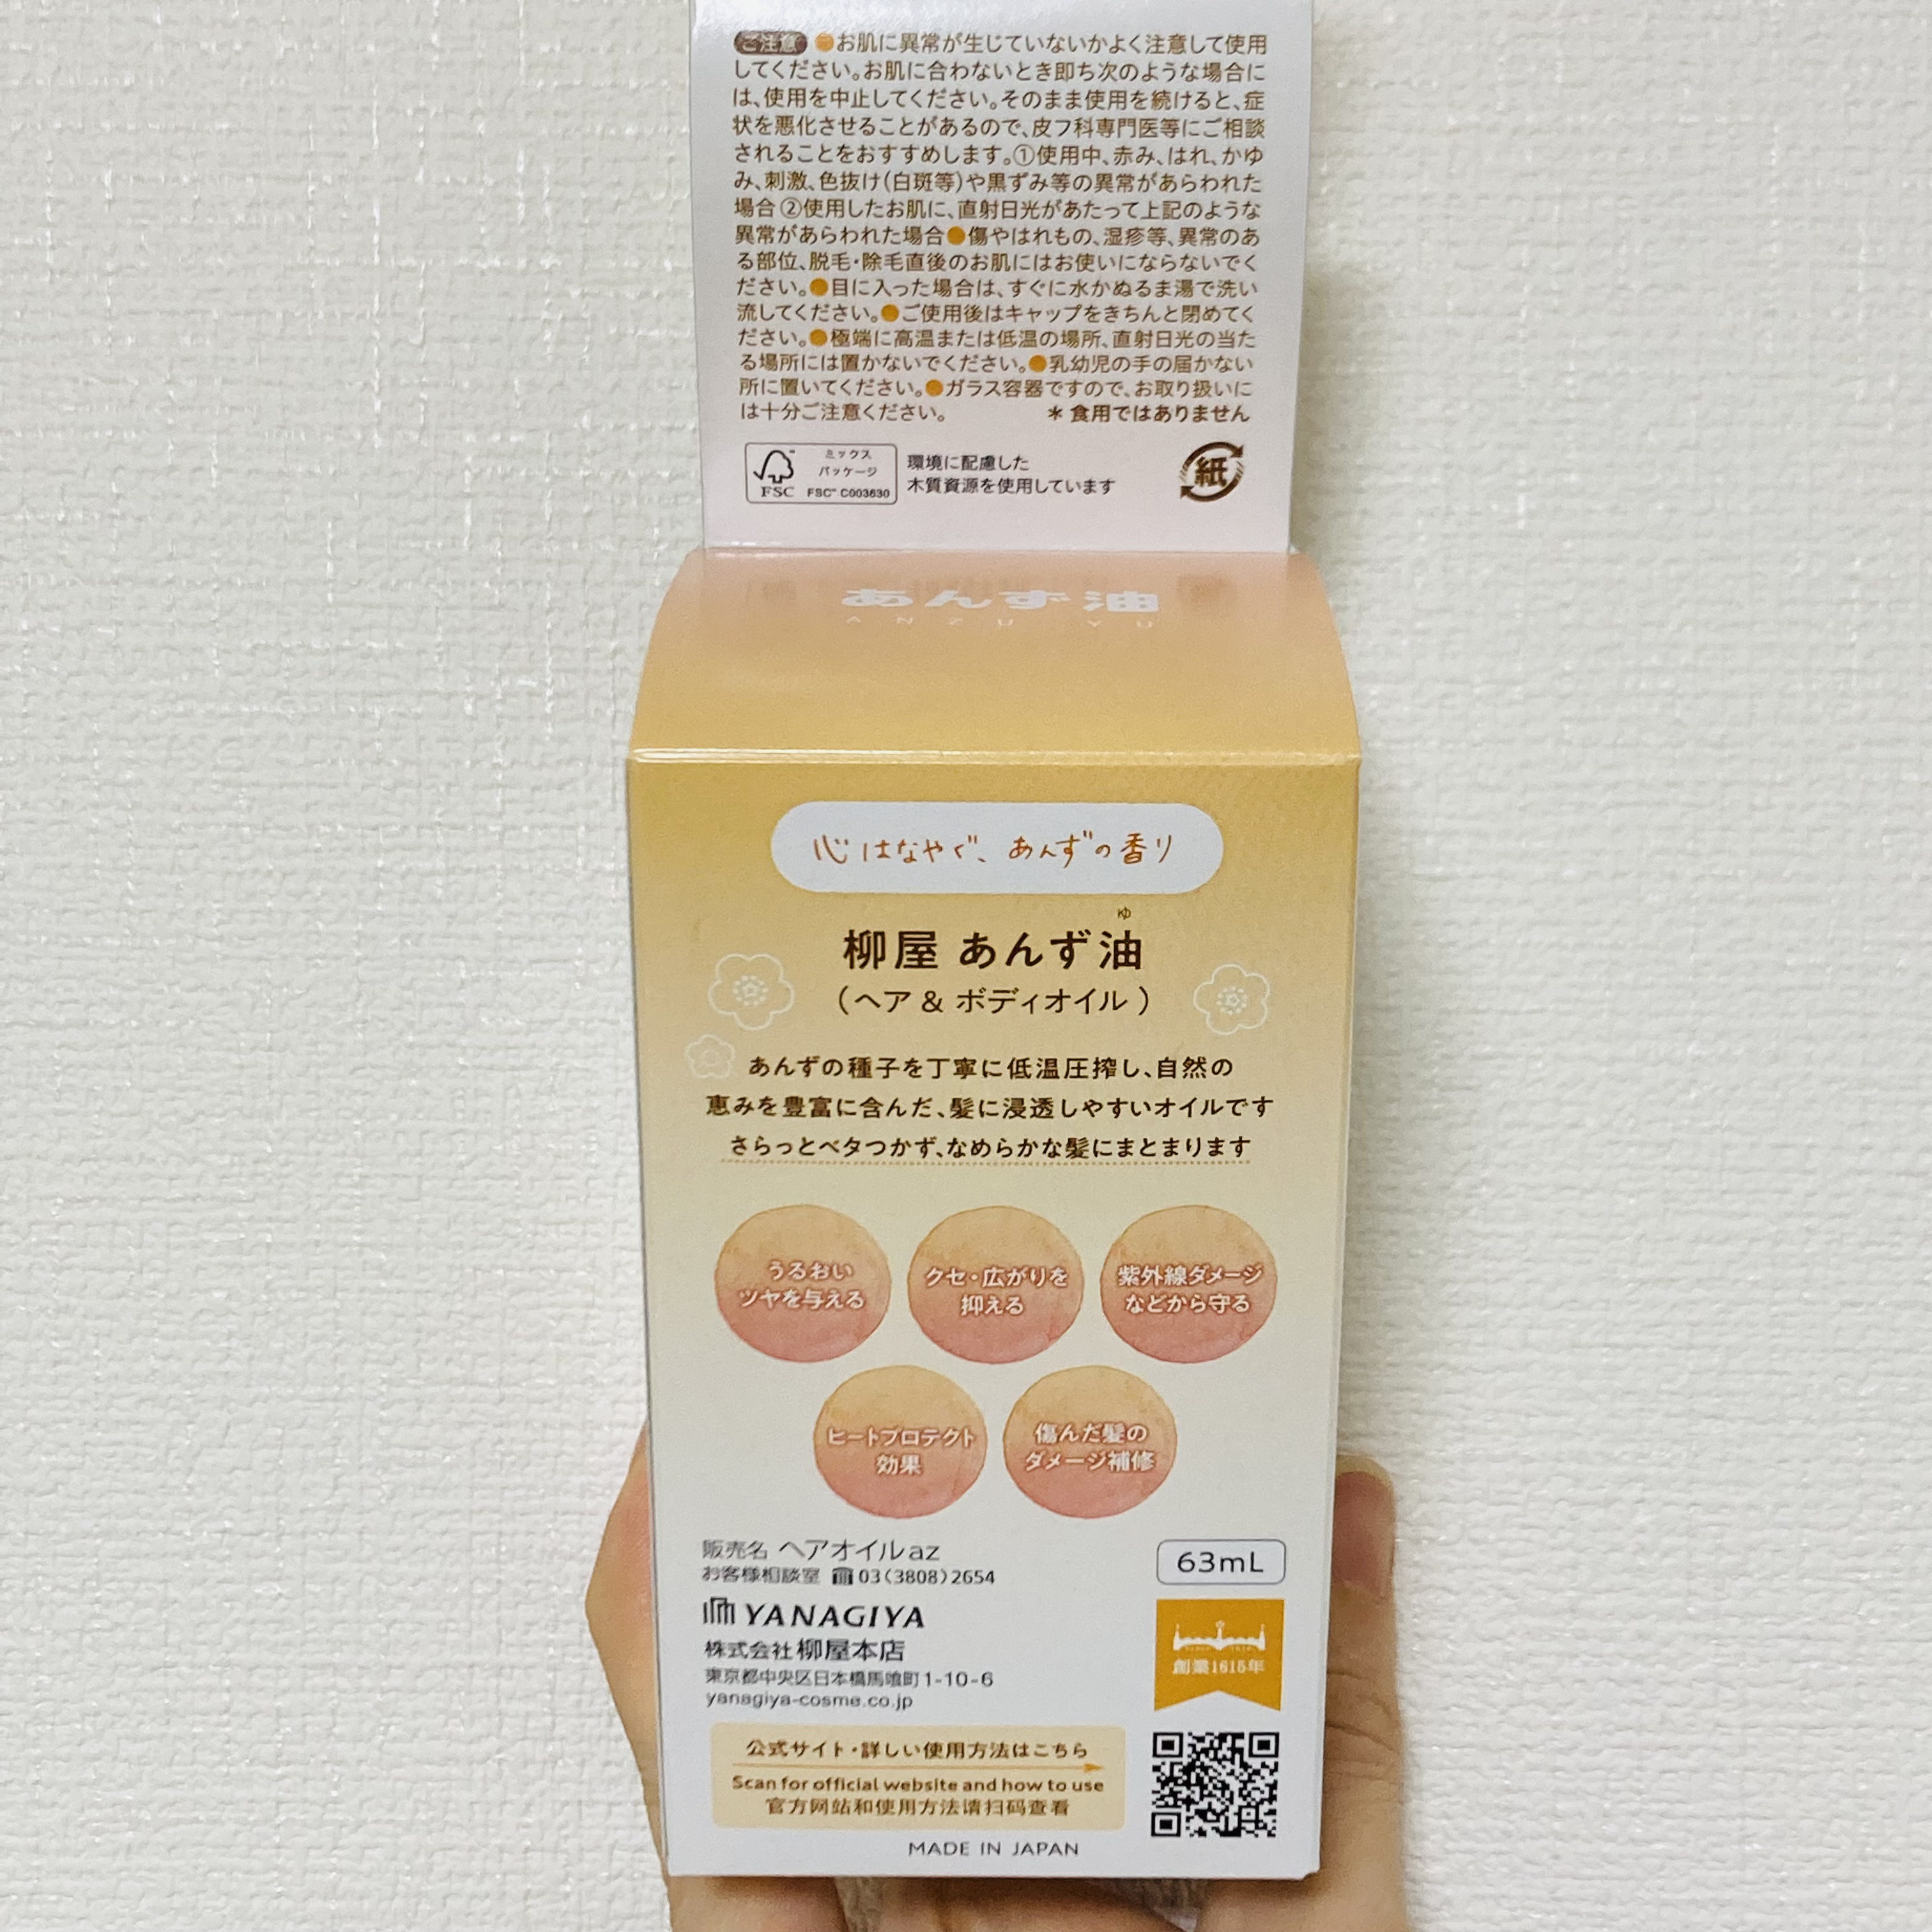 ご注意 ●お肌に異常が生じていないかよく注意して使用
してください。お肌に合わないとき即ち次のような場合に
は、使用を中止してください。そのまま使用を続けると、症
状を悪化させることがあるので、皮フ科専門医等にご相談
されることをおすすめします。①使用中、赤み、はれ、かゆ
み、刺激、色抜け(白斑等)や黒ずみ等の異常があらわれた
場合②使用したお肌に、直射日光があたって上記のような
異常があらわれた場合●傷やはれもの、湿疹等、異常のあ
る部位、脱毛・除毛直後のお肌にはお使いにならないでく
ださい。●目に入った場合は、すぐに水かぬるま湯で洗い
流してください。●ご使用後はキャップをきちんと閉めてく
ださい。●極端に高温または低温の場所、直射日光の当た
る場所には置かないでください。●乳幼児の手の届かない
所に置いてください。●ガラス容器ですので、お取り扱いに
は十分ご注意ください。 ＊食用ではありません
FSC
ミックス
パッケージ
FSC™ C003630
環境に配慮した
木質資源を使用しています
紙
あんず油
ANZU YU
心はなやぐ、あんずの香り
ゆ
柳屋 あんず油
(ヘア & ボディオイル)
あんずの種子を丁寧に低温圧搾し、自然の
恵みを豊富に含んだ、髪に浸透しやすいオイルです
さらっとベタつかず、なめらかな髪にまとまります
うるおい
ツヤを与える
クセ・広がりを
抑える
紫外線ダメージ
などから守る
ヒートプロテクト
効果
傷んだ髪の
ダメージ補修
販売名 ヘアオイルaz
お客様相談室 ☎03(3808)2654
63mL
YANAGIYA
株式会社 柳屋本店
東京都中央区日本橋馬喰町1-10-6
yanagiya-cosme.co.jp
創業1615年
公式サイト・詳しい使用方法はこちら
Scan for official website and how to use
官方网站和使用方法请扫码查看
MADE IN JAPAN